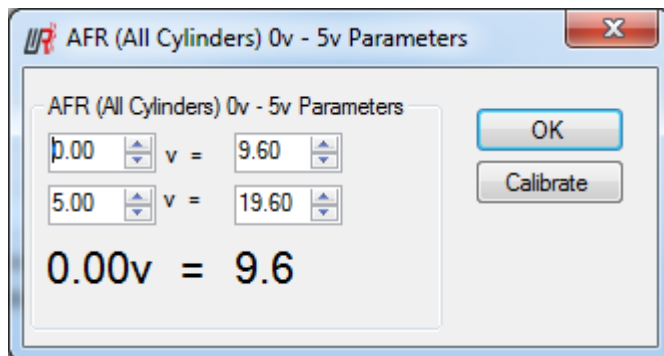 AFR (All Cylinders) 0v - 5v Parameters
AFR (All Cylinders) 0v - 5v Parameters
0.00 v = 9.60
5.00 v = 19.60
0.00v = 9.6
OK
Calibrate